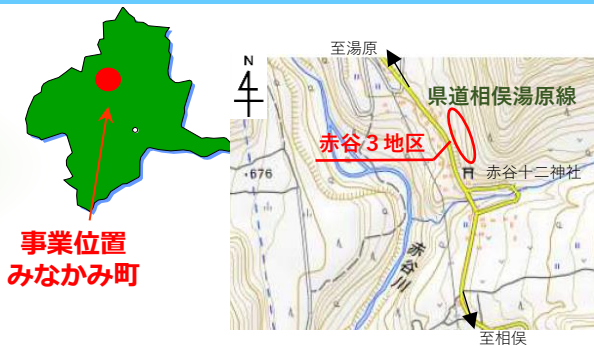 事業位置
みなかみ町
N
至湯原
県道相俣湯原線
赤谷3地区
赤谷十二神社
・676
赤谷川
至相俣